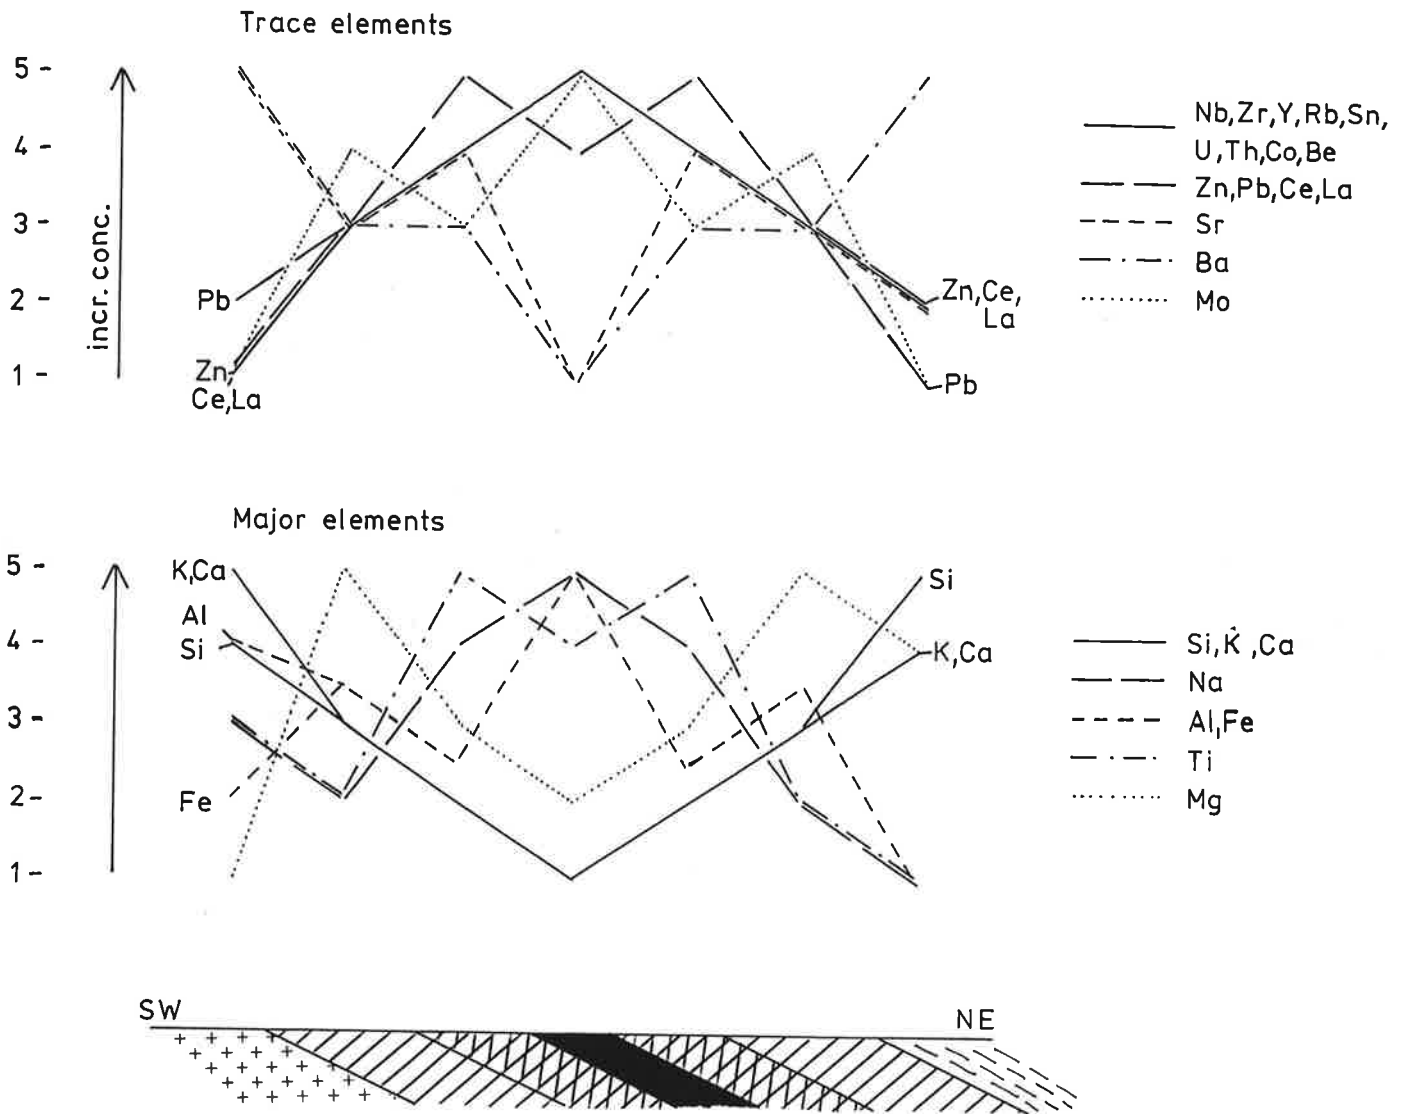 Trace elements
5 -
4 -
3 -
2 -
1 -
incr. conc.
Pb
Zn,
Ce,La
Zn,Ce,
La
Pb
Nb,Zr,Y,Rb,Sn,
U,Th,Co,Be
Zn,Pb,Ce,La
Sr
Ba
Mo
Major elements
5 -
4 -
3 -
2 -
1 -
K,Ca
Al
Si
Fe
Si
K,Ca
Si,K,Ca
Na
Al,Fe
Ti
Mg
SW
NE